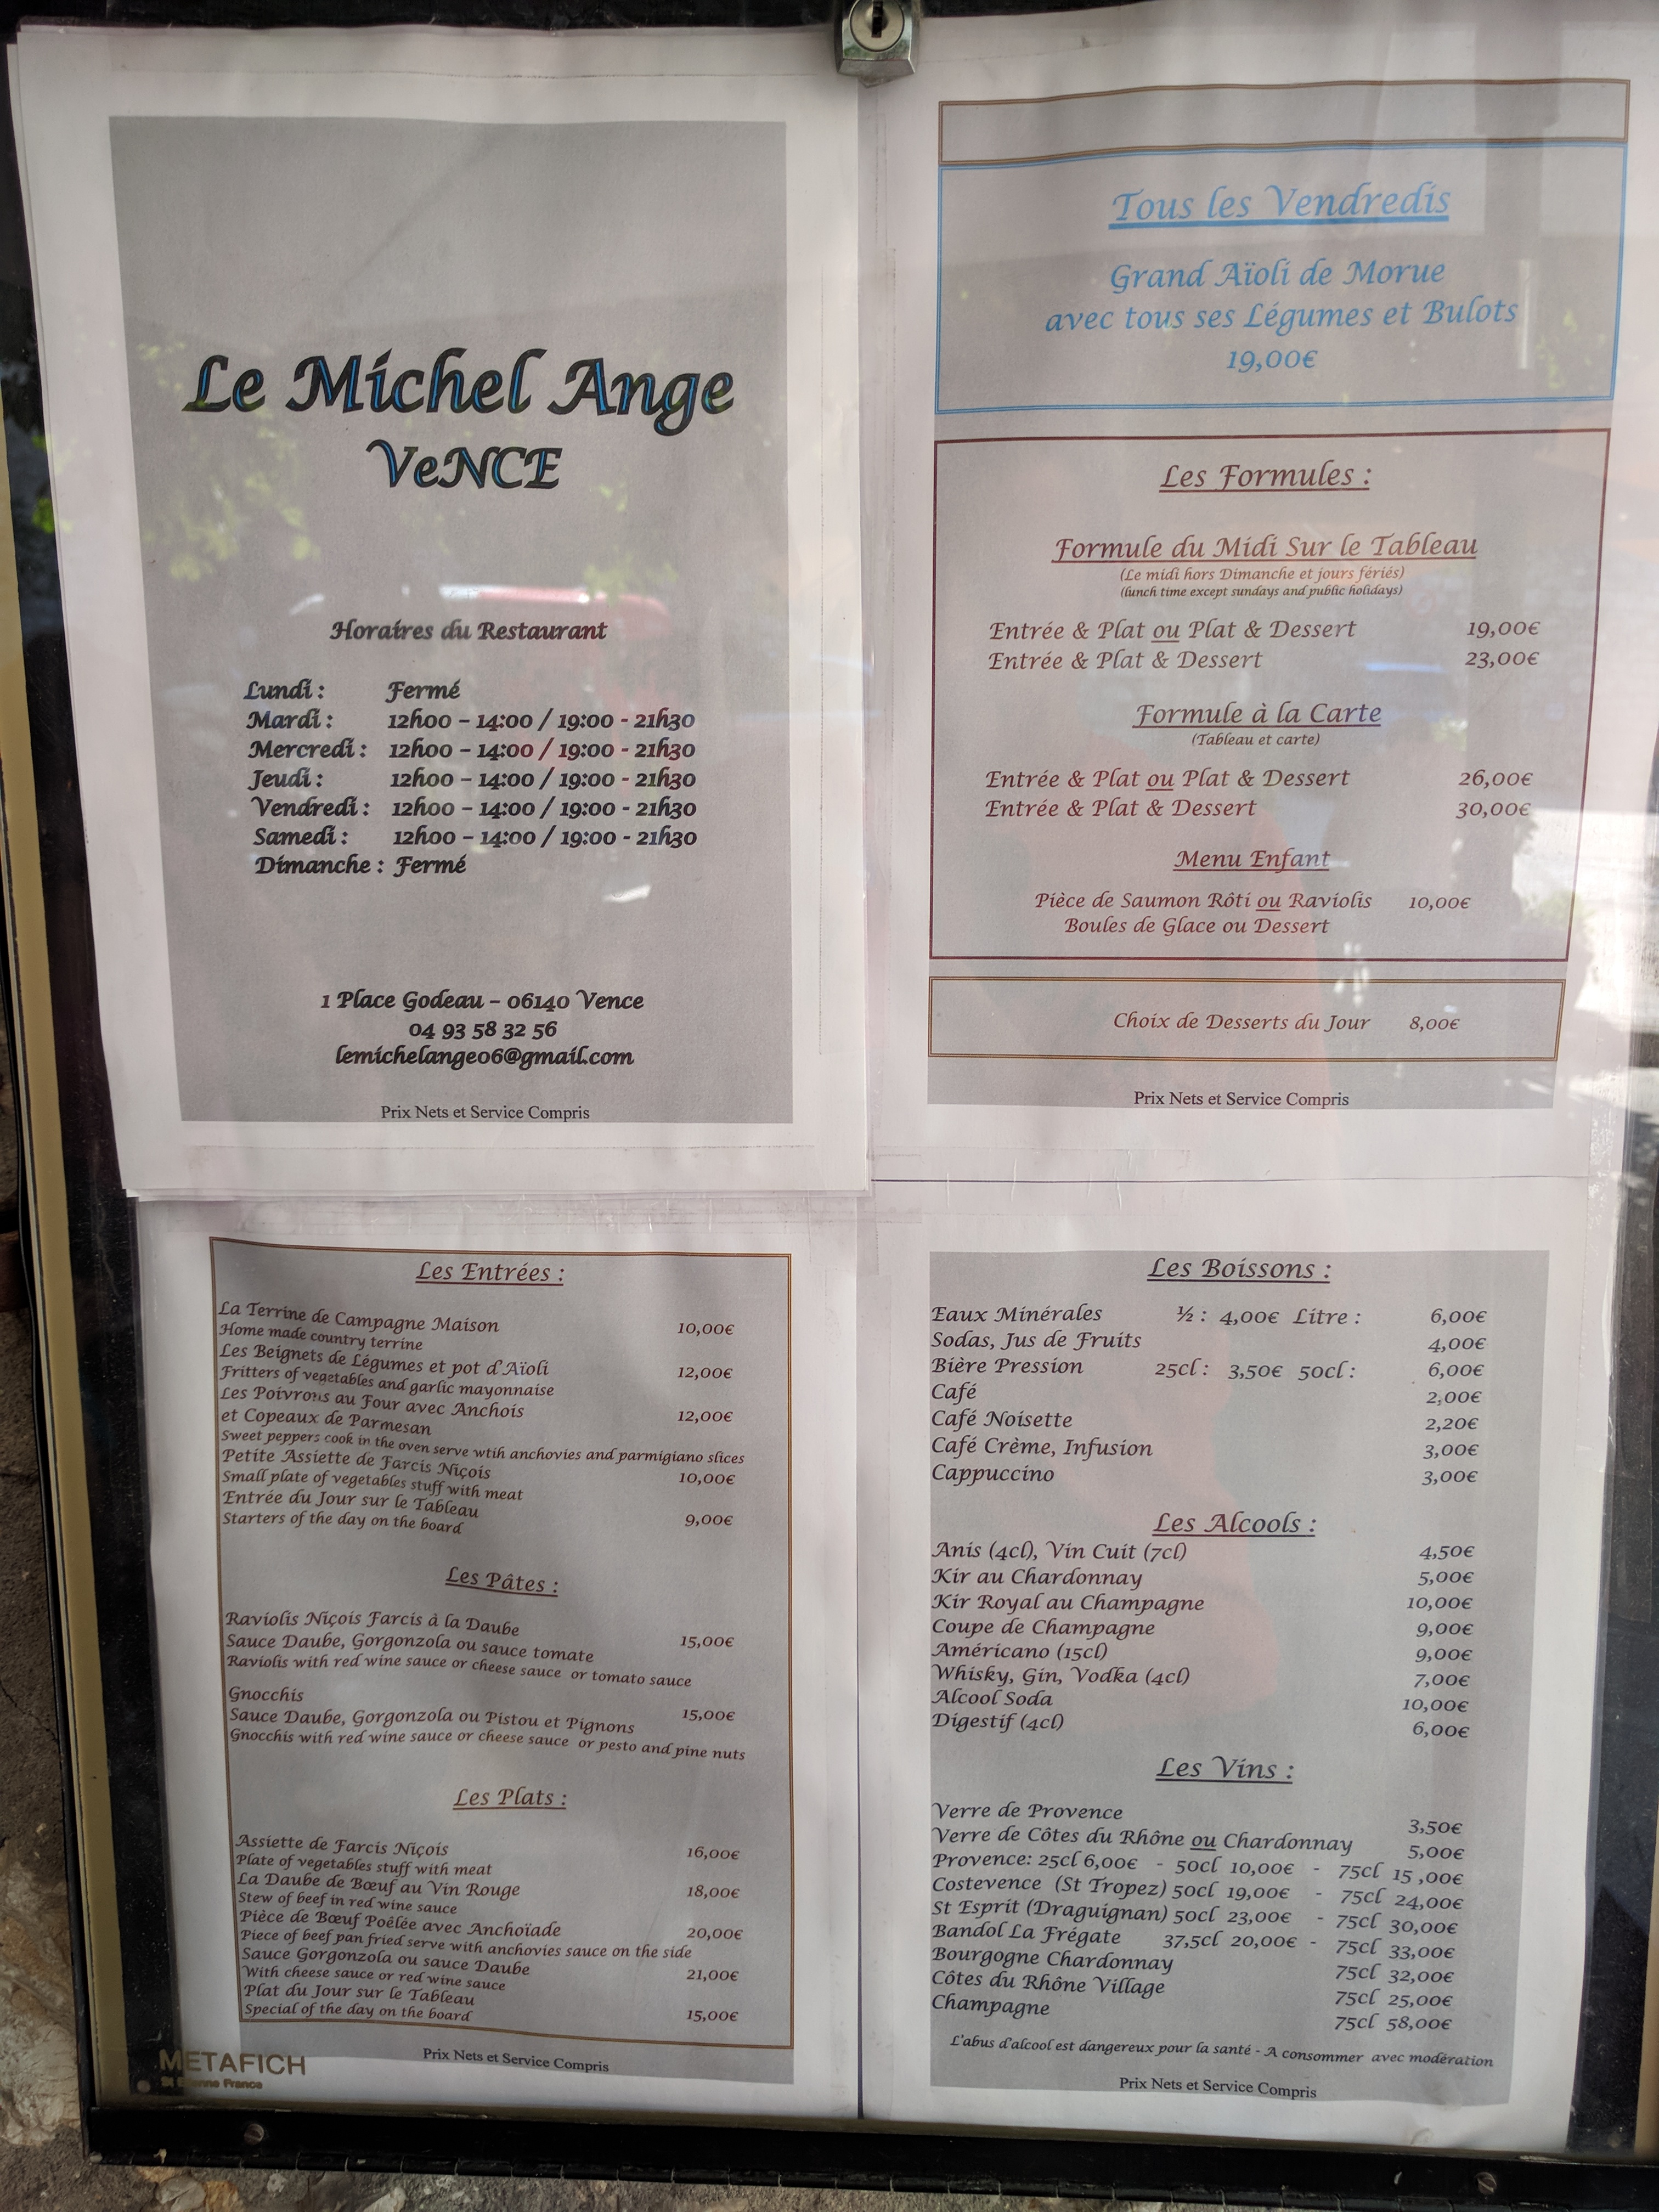 Le Michel Ange
VeNCE
Horaires du Restaurant
Lundi : Fermé
Mardi : 12h00 – 14:00 / 19:00 - 21h30
Mercredi : 12h00 – 14:00 / 19:00 - 21h30
Jeudi : 12h00 – 14:00 / 19:00 - 21h30
Vendredi : 12h00 – 14:00 / 19:00 - 21h30
Samedi : 12h00 – 14:00 / 19:00 - 21h30
Dimanche : Fermé
1 Place Godeau – 06140 Vence
04 93 58 32 56
lemichelange06@gmail.com
Prix Nets et Service Compris
Tous les Vendredis
Grand Aïoli de Morue
avec tous ses Légumes et Bulots
19,00€
Les Formules :
Formule du Midi Sur le Tableau
(Le midi hors Dimanche et jours fériés)
(lunch time except sundays and public holidays)
Entrée & Plat ou Plat & Dessert 19,00€
Entrée & Plat & Dessert 23,00€
Formule à la Carte
(Tableau et carte)
Entrée & Plat ou Plat & Dessert 26,00€
Entrée & Plat & Dessert 30,00€
Menu Enfant
Pièce de Saumon Rôti ou Raviolis 10,00€
Boules de Glace ou Dessert
Choix de Desserts du Jour 8,00€
Prix Nets et Service Compris
Les Entrées :
La Terrine de Campagne Maison 10,00€
Home made country terrine
Les Beignets de Légumes et pot d'Aïoli 12,00€
Fritters of vegetables and garlic mayonnaise
Les Poivrons au Four avec Anchois 12,00€
et Copeaux de Parmesan
Sweet peppers cook in the oven serve wtih anchovies and parmigiano slices
Petite Assiette de Farcis Niçois 10,00€
Small plate of vegetables stuff with meat
Entrée du Jour sur le Tableau 9,00€
Starters of the day on the board
Les Pâtes :
Raviolis Niçois Farcis à la Daube
Sauce Daube, Gorgonzola ou sauce tomate 15,00€
Raviolis with red wine sauce or cheese sauce or tomato sauce
Gnocchis
Sauce Daube, Gorgonzola ou Pistou et Pignons 15,00€
Gnocchis with red wine sauce or cheese sauce or pesto and pine nuts
Les Plats :
Assiette de Farcis Niçois 16,00€
Plate of vegetables stuff with meat
La Daube de Bœuf au Vin Rouge 18,00€
Stew of beef in red wine sauce
Pièce de Bœuf Poêlée avec Anchoïade 20,00€
Piece of beef pan fried serve with anchovies sauce on the side
Sauce Gorgonzola ou sauce Daube 21,00€
With cheese sauce or red wine sauce
Plat du Jour sur le Tableau 15,00€
Special of the day on the board
Prix Nets et Service Compris
METAFICH
St Etienne France
Les Boissons :
Eaux Minérales ½ : 4,00€ Litre : 6,00€
Sodas, Jus de Fruits 4,00€
Bière Pression 25cl : 3,50€ 50cl : 6,00€
Café 2,00€
Café Noisette 2,20€
Café Crème, Infusion 3,00€
Cappuccino 3,00€
Les Alcools :
Anis (4cl), Vin Cuit (7cl) 4,50€
Kir au Chardonnay 5,00€
Kir Royal au Champagne 10,00€
Coupe de Champagne 9,00€
Américano (15cl) 9,00€
Whisky, Gin, Vodka (4cl) 7,00€
Alcool Soda 10,00€
Digestif (4cl) 6,00€
Les Vins :
Verre de Provence 3,50€
Verre de Côtes du Rhône ou Chardonnay 5,00€
Provence: 25cl 6,00€ - 50cl 10,00€ - 75cl 15 ,00€
Costevence (St Tropez) 50cl 19,00€ - 75cl 24,00€
St Esprit (Draguignan) 50cl 23,00€ - 75cl 30,00€
Bandol La Frégate 37,5cl 20,00€ - 75cl 33,00€
Bourgogne Chardonnay 75cl 32,00€
Côtes du Rhône Village 75cl 25,00€
Champagne 75cl 58,00€
L'abus d'alcool est dangereux pour la santé - A consommer avec modération
Prix Nets et Service Compris